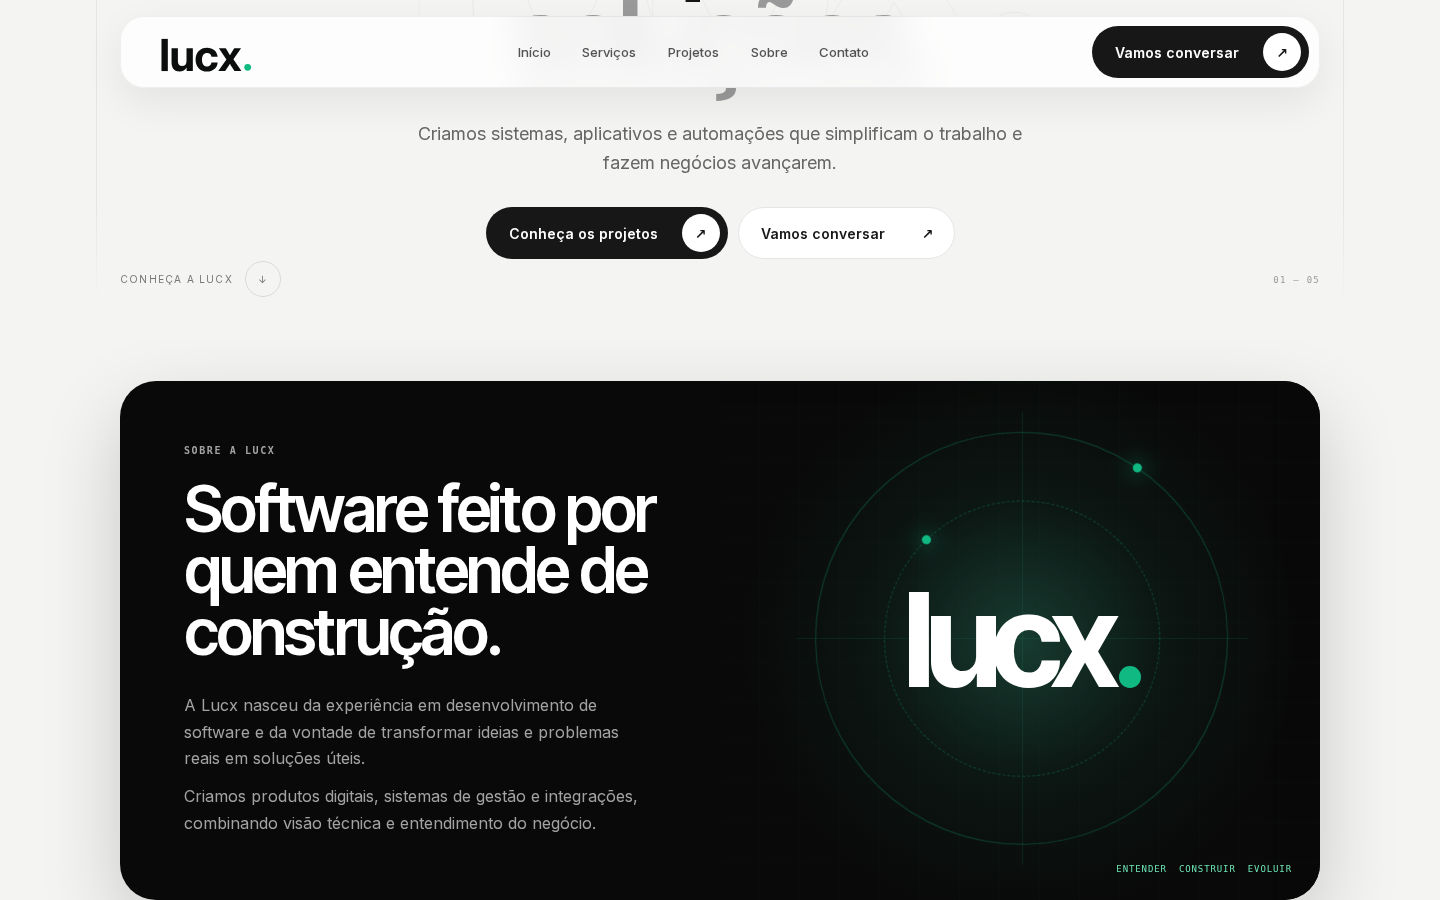 lucx.
Início Serviços Projetos Sobre Contato
Vamos conversar ↗
Criamos sistemas, aplicativos e automações que simplificam o trabalho e
fazem negócios avançarem.
Conheça os projetos ↗
Vamos conversar ↗
CONHEÇA A LUCX ↓
01 — 05
SOBRE A LUCX
Software feito por
quem entende de
construção.
A Lucx nasceu da experiência em desenvolvimento de
software e da vontade de transformar ideias e problemas
reais em soluções úteis.
Criamos produtos digitais, sistemas de gestão e integrações,
combinando visão técnica e entendimento do negócio.
lucx.
ENTENDER CONSTRUIR EVOLUIR